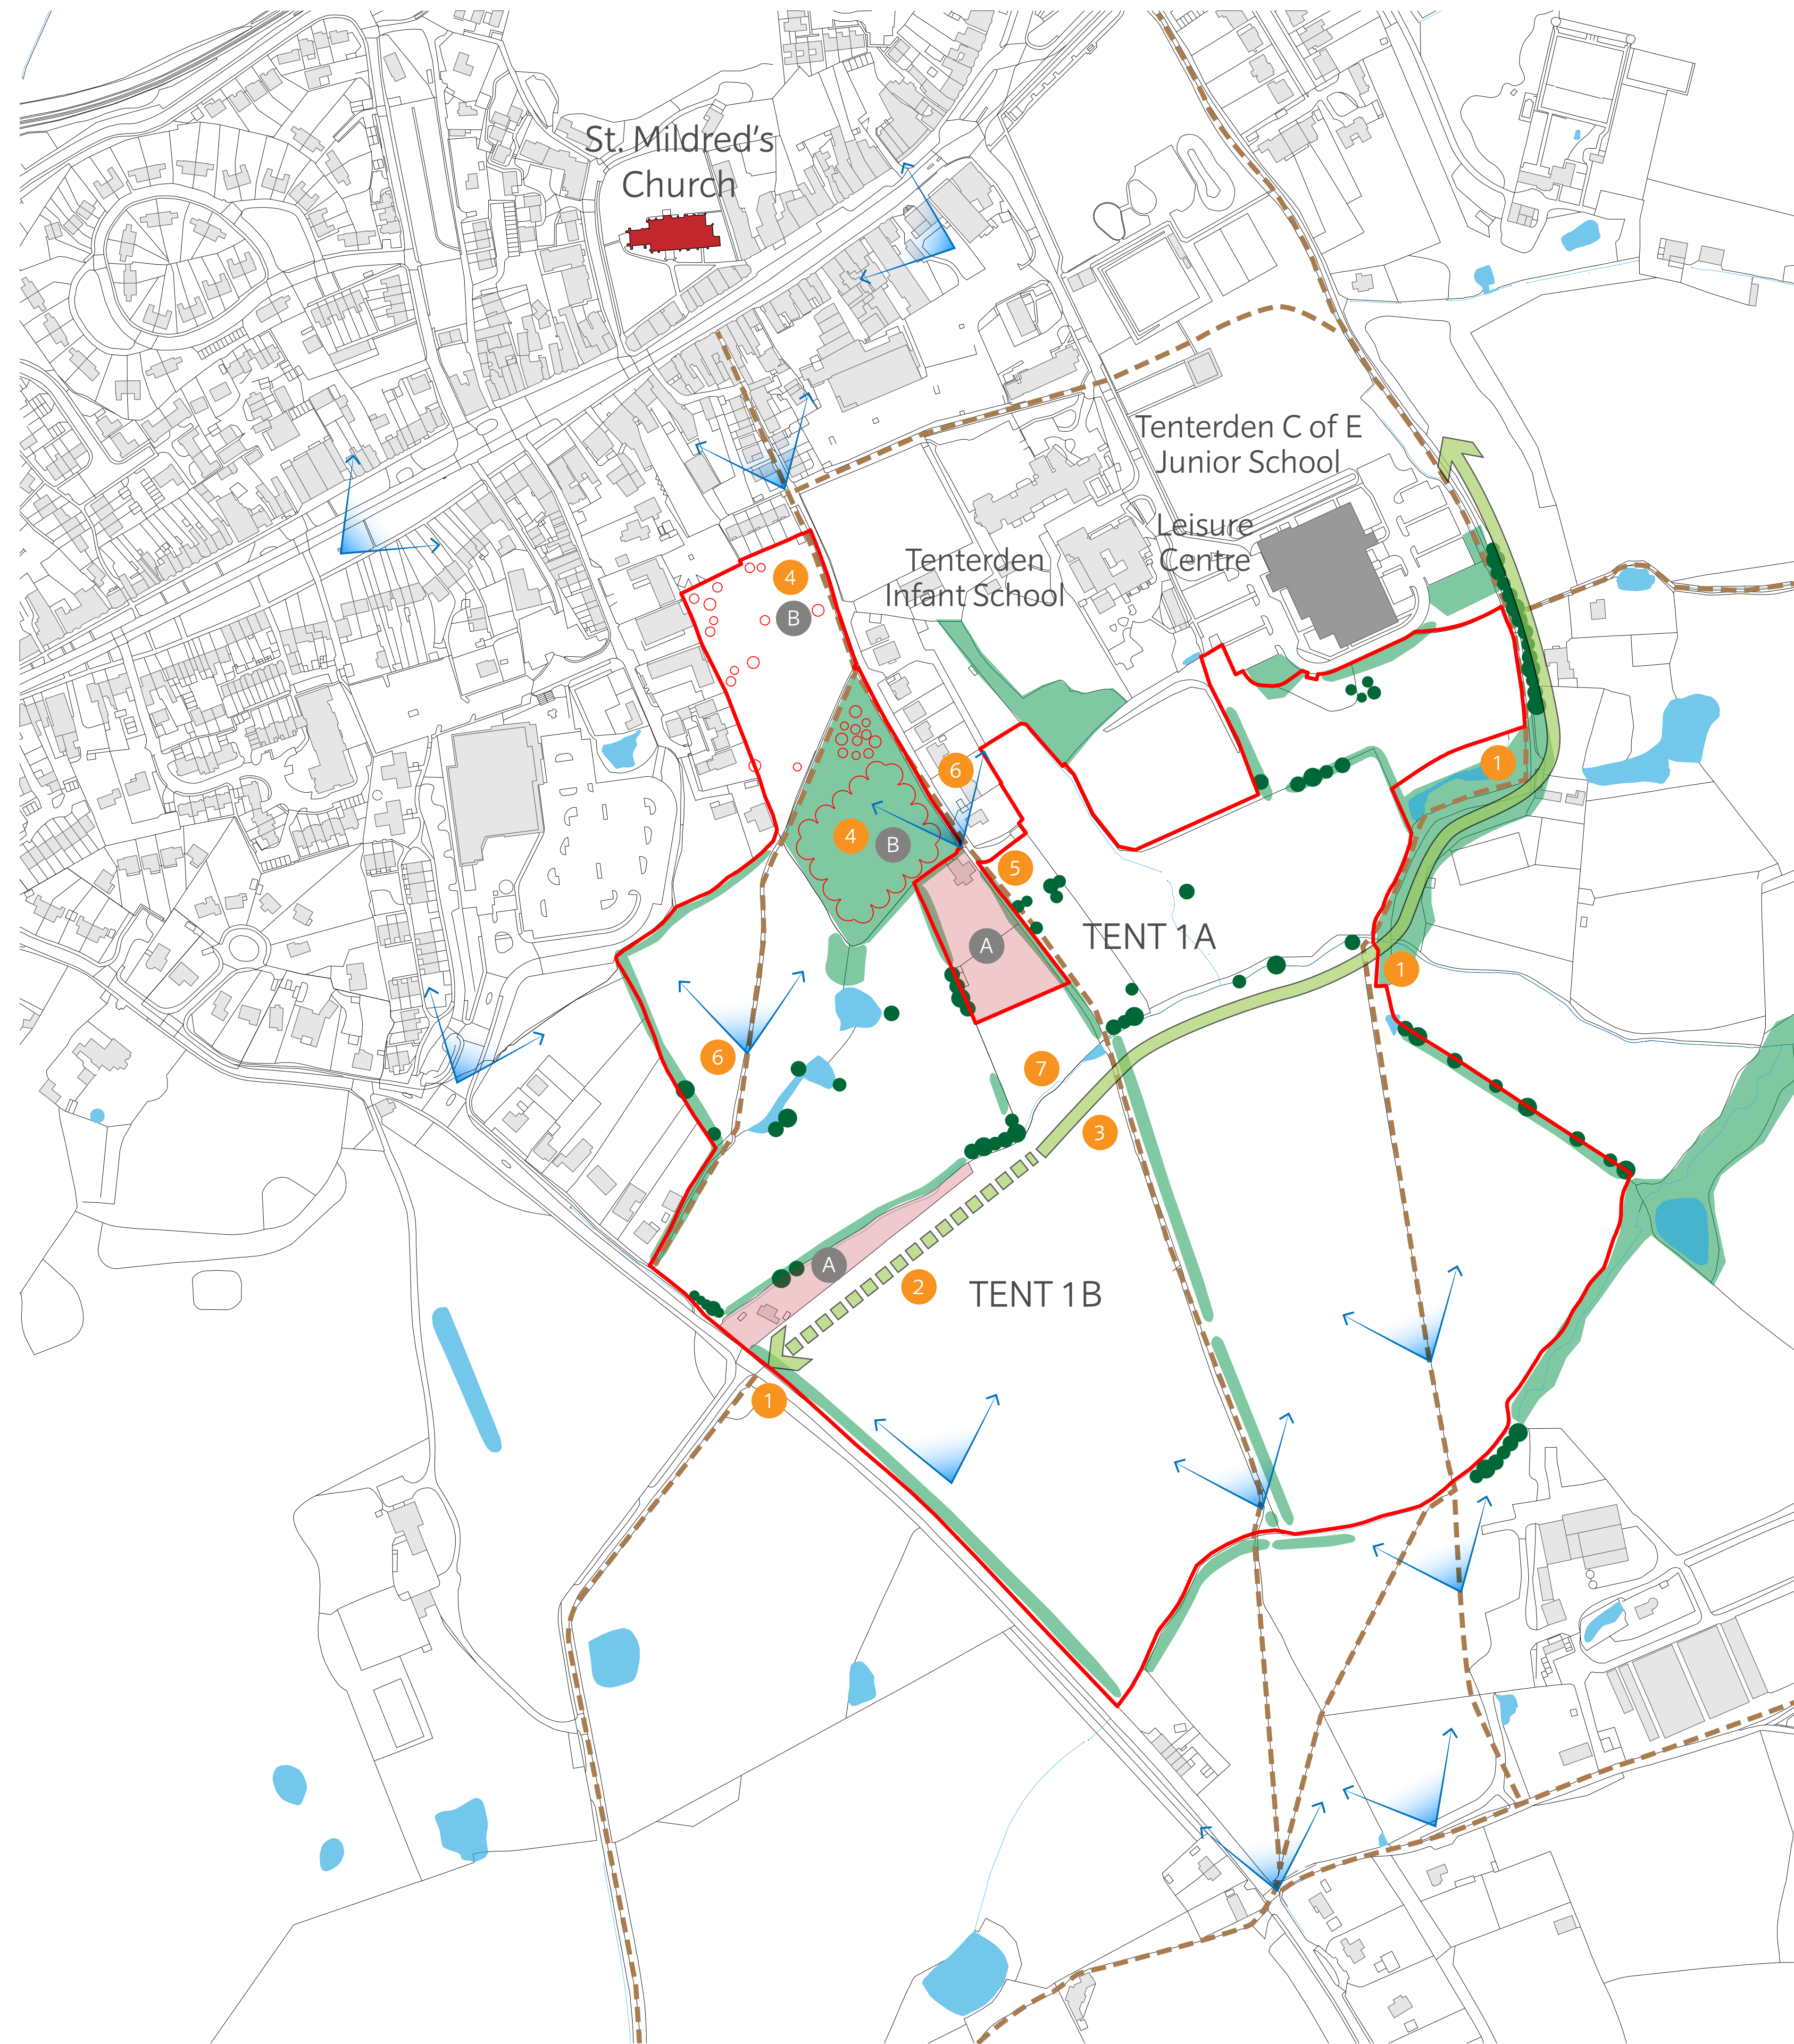 St. Mildred's
Church
Tenterden C of E
Junior School
Leisure
Centre
Tenterden
Infant School
4
B
6
1
4
B
5
TENT 1A
A
1
6
7
3
A
2
TENT 1B
1